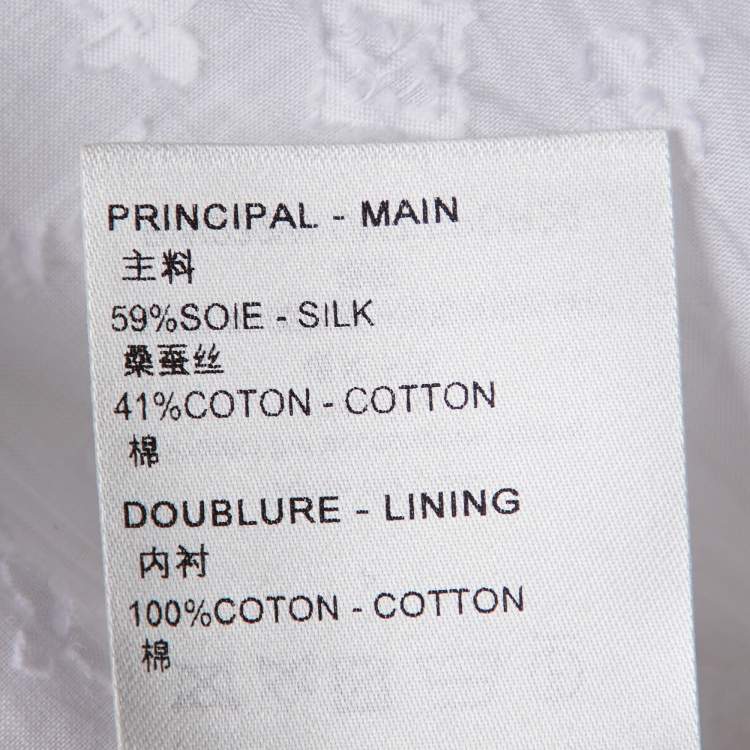 PRINCIPAL - MAIN
主料
59%SOIE - SILK
桑蚕丝
41%COTON - COTTON
棉
DOUBLURE - LINING
内衬
100%COTON - COTTON
棉